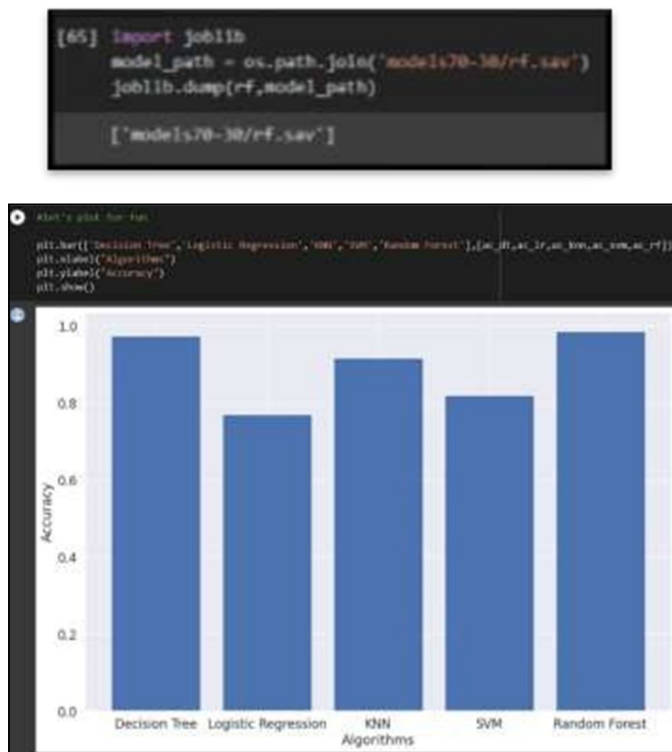 [65] import joblib
model_path = os.path.join('models70-30/rf.sav')
joblib.dump(rf,model_path)
['models70-30/rf.sav']
plot for fun
plt.bar(['Decision Tree','Logistic Regression','KNN','SVM','Random Forest'],[ac_dt,ac_lr,ac_knn,ac_svm,ac_rf])
plt.xlabel("Algorithms")
plt.ylabel("Accuracy")
plt.show()
1.0
0.8
0.6
0.4
0.2
0.0
Accuracy
Decision Tree Logistic Regression KNN SVM Random Forest
Algorithms